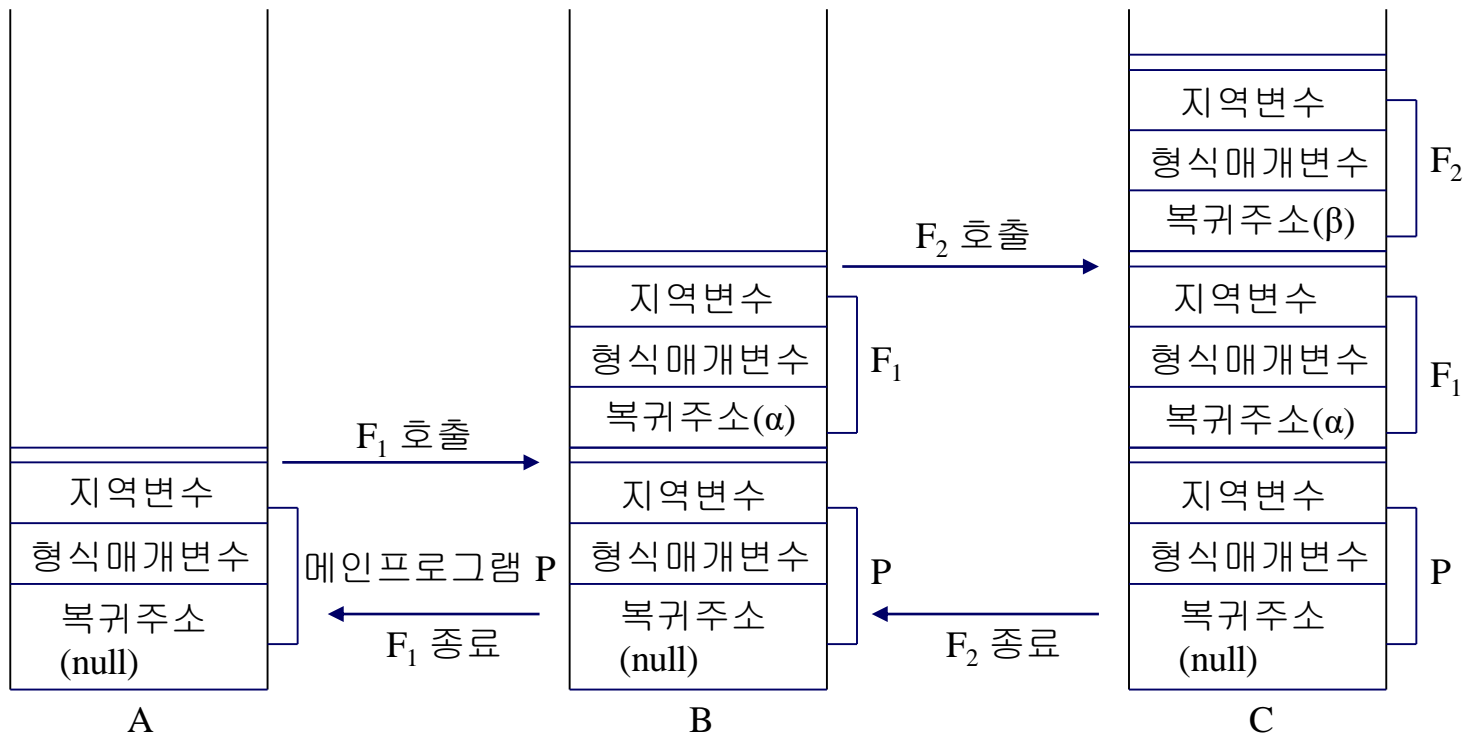 지역변수
형식매개변수
복귀주소
(null)
메인프로그램 P
A
F₁ 호출
F₁ 종료
지역변수
형식매개변수
복귀주소(α)
F₁
지역변수
형식매개변수
복귀주소
(null)
P
B
F₂ 호출
F₂ 종료
지역변수
형식매개변수
복귀주소(β)
F₂
지역변수
형식매개변수
복귀주소(α)
F₁
지역변수
형식매개변수
복귀주소
(null)
P
C